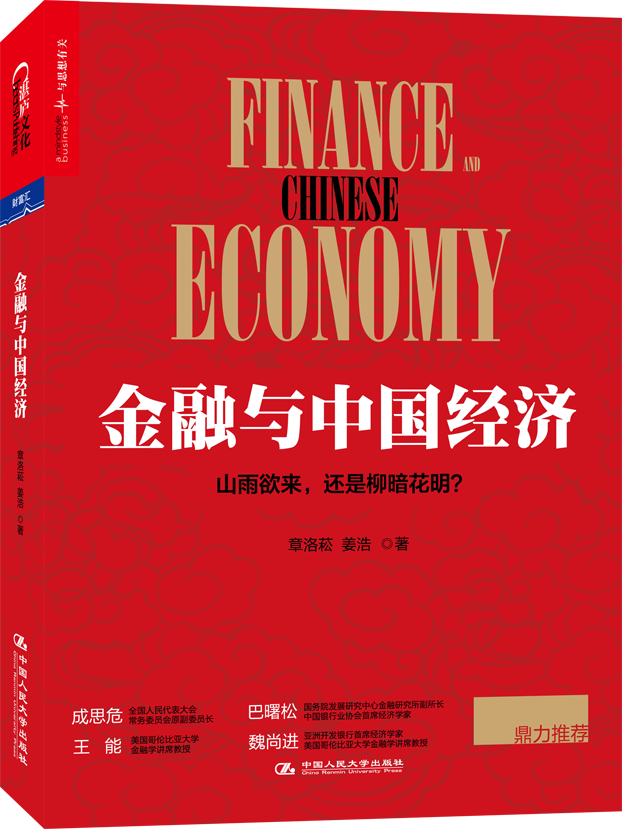 FINANCE
AND
CHINESE
ECONOMY
金融与中国经济
山雨欲来，还是柳暗花明？
章洛菘 姜浩 ◎著
成思危 全国人民代表大会
常务委员会原副委员长
王 能 美国哥伦比亚大学
金融学讲席教授
巴曙松 国务院发展研究中心金融研究所副所长
中国银行业协会首席经济学家
魏尚进 亚洲开发银行首席经济学家
美国哥伦比亚大学金融学讲席教授
鼎力推荐
中国人民大学出版社
China Renmin University Press
湛庐文化
business
与思想有关
财富汇
金融与中国经济
章洛菘 姜浩 ◎著
中国人民大学出版社
China Renmin University Press